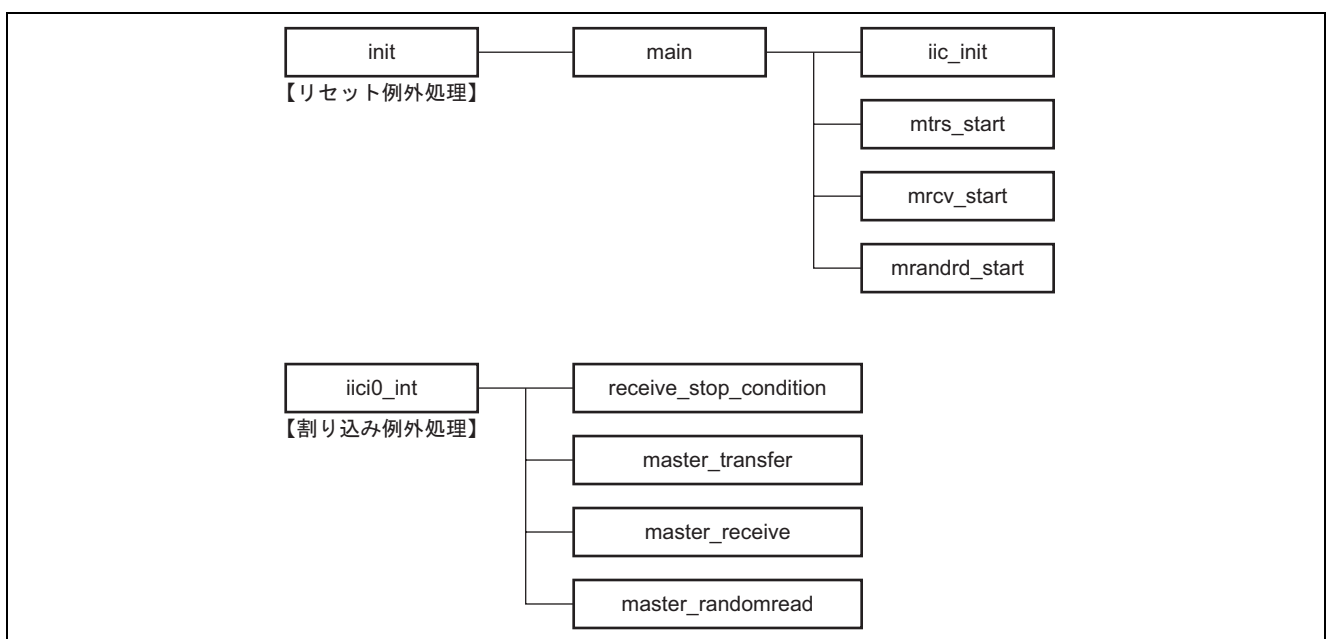 init
main
iic_init
【リセット例外処理】
mtrs_start
mrcv_start
mrandrd_start
iici0_int
receive_stop_condition
【割り込み例外処理】
master_transfer
master_receive
master_randomread